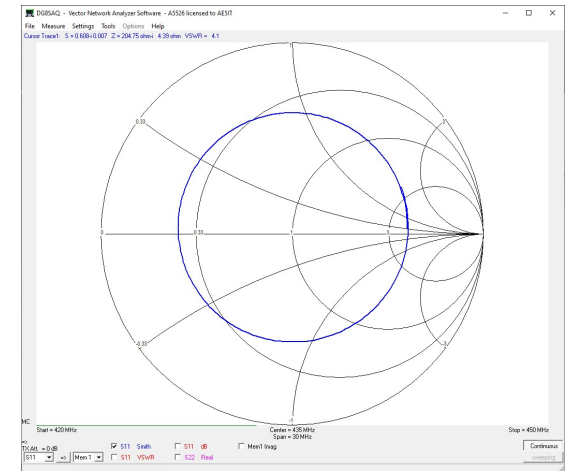 DG8SAQ - Vector Network Analyzer Software - A5526 licensed to AE5IT
File Measure Settings Tools Options Help
Cursor Trace1: S = 0.608-i 0.007 Z = 204.75 ohm-i 4.39 ohm VSWR = 4.1
1
0.33 3
0 0.33 1 3
-0.33 -3
-1
MC
Start = 420 MHz Center = 435 MHz Stop = 450 MHz
Span = 30 MHz
=>
TX Att. = 0 dB S11 Smith S11 dB Mem1 Imag Continuous
S11 => Mem 1 S11 VSWR S22 Real sweeping